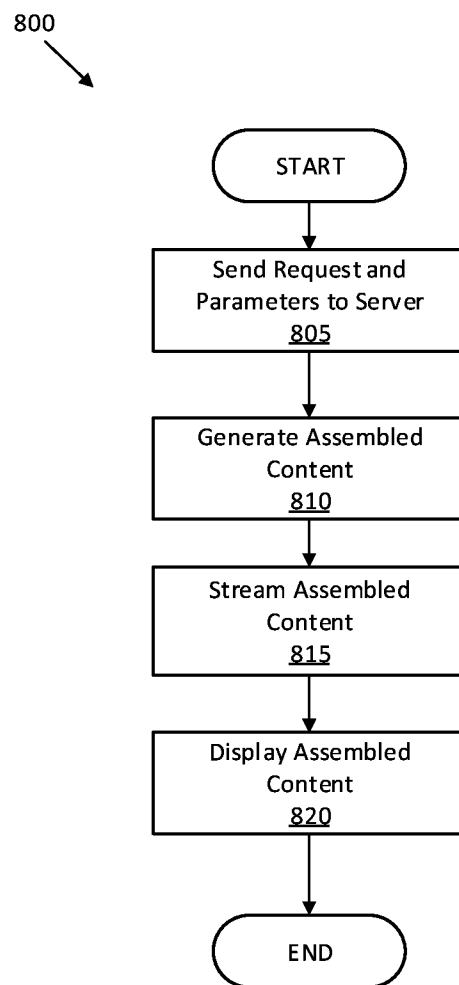 800
START
Send Request and
Parameters to Server
805
Generate Assembled
Content
810
Stream Assembled
Content
815
Display Assembled
Content
820
END